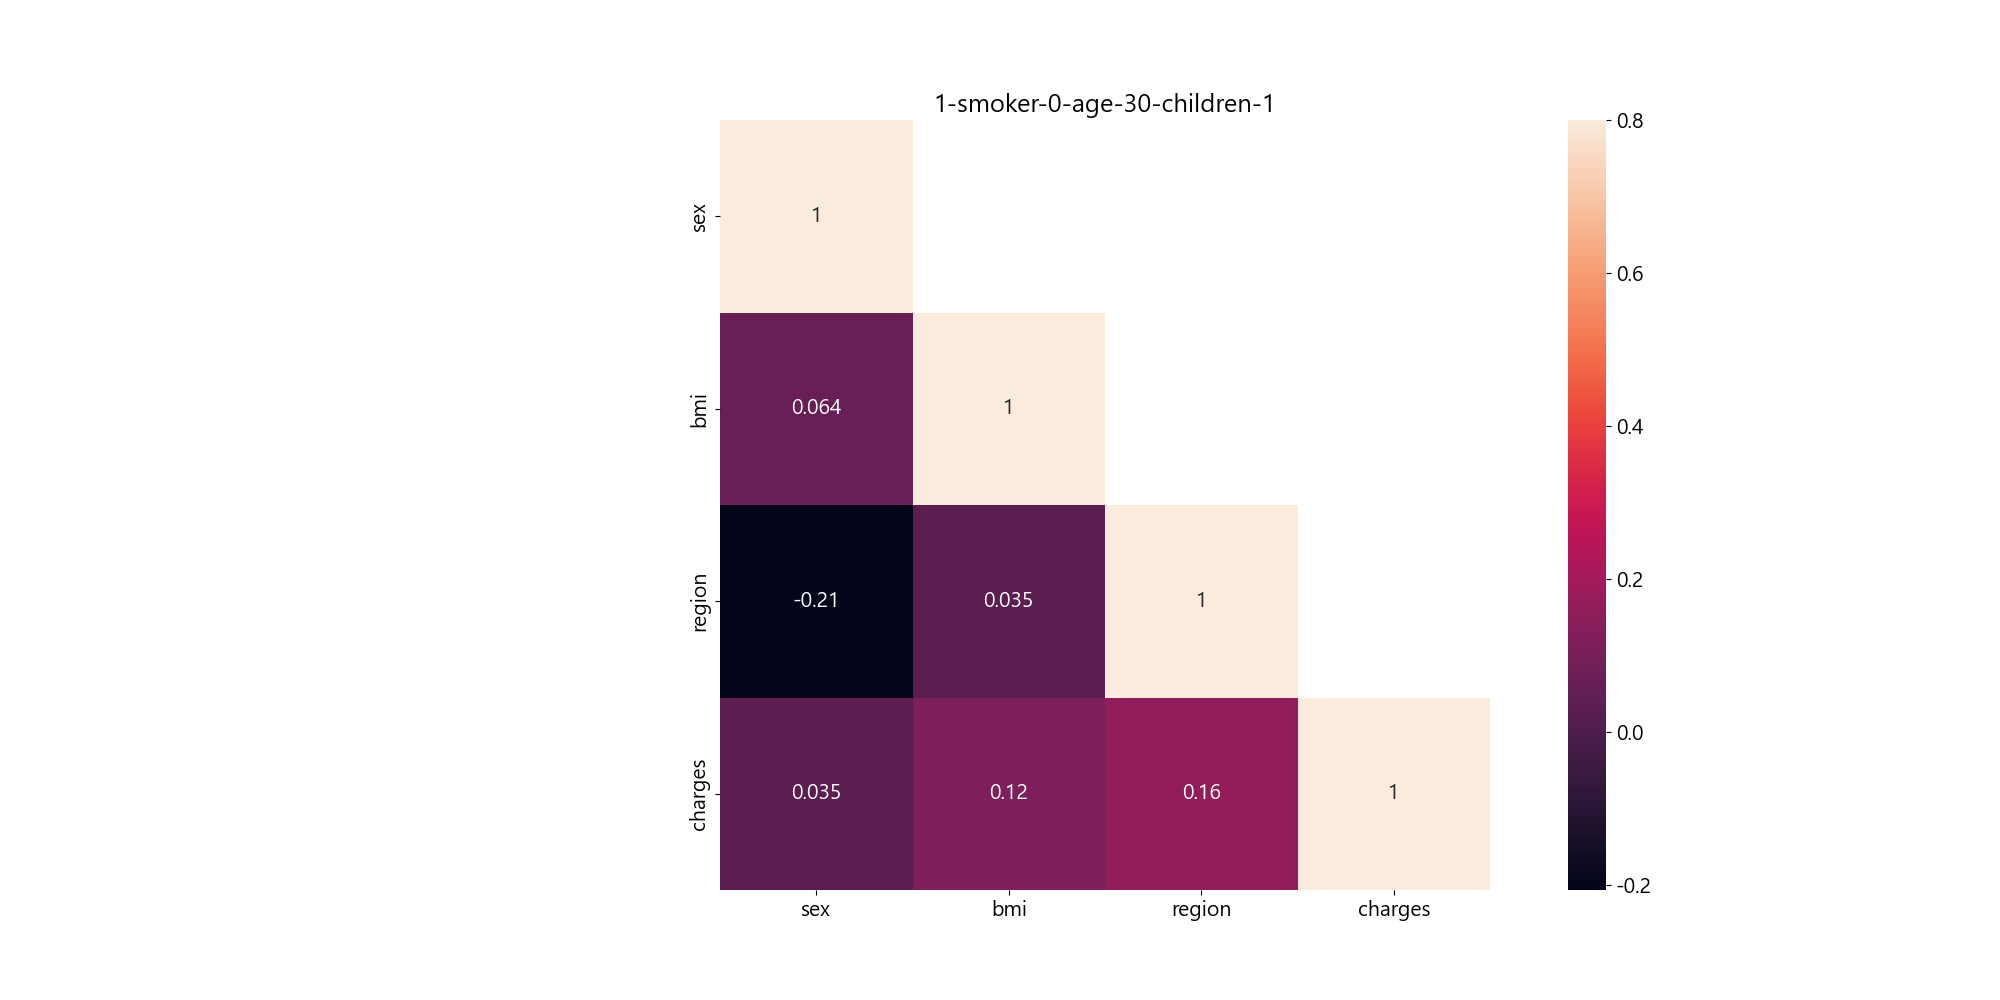 1-smoker-0-age-30-children-1
sex
1
bmi
0.064
1
region
-0.21
0.035
1
charges
0.035
0.12
0.16
1
sex
bmi
region
charges
0.8
0.6
0.4
0.2
0.0
-0.2